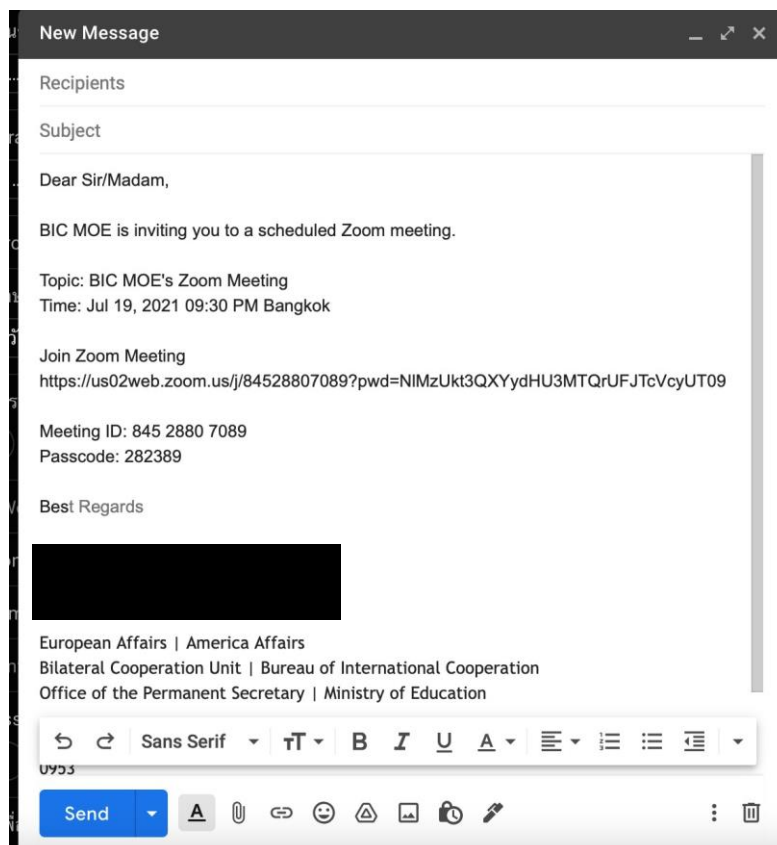 New Message
Recipients
Subject
Dear Sir/Madam,
BIC MOE is inviting you to a scheduled Zoom meeting.
Topic: BIC MOE's Zoom Meeting
Time: Jul 19, 2021 09:30 PM Bangkok
Join Zoom Meeting
https://us02web.zoom.us/j/84528807089?pwd=NlMzUkt3QXYydHU3MTQrUFJTcVcyUT09
Meeting ID: 845 2880 7089
Passcode: 282389
Best Regards
European Affairs | America Affairs
Bilateral Cooperation Unit | Bureau of International Cooperation
Office of the Permanent Secretary | Ministry of Education
Sans Serif
0953
Send